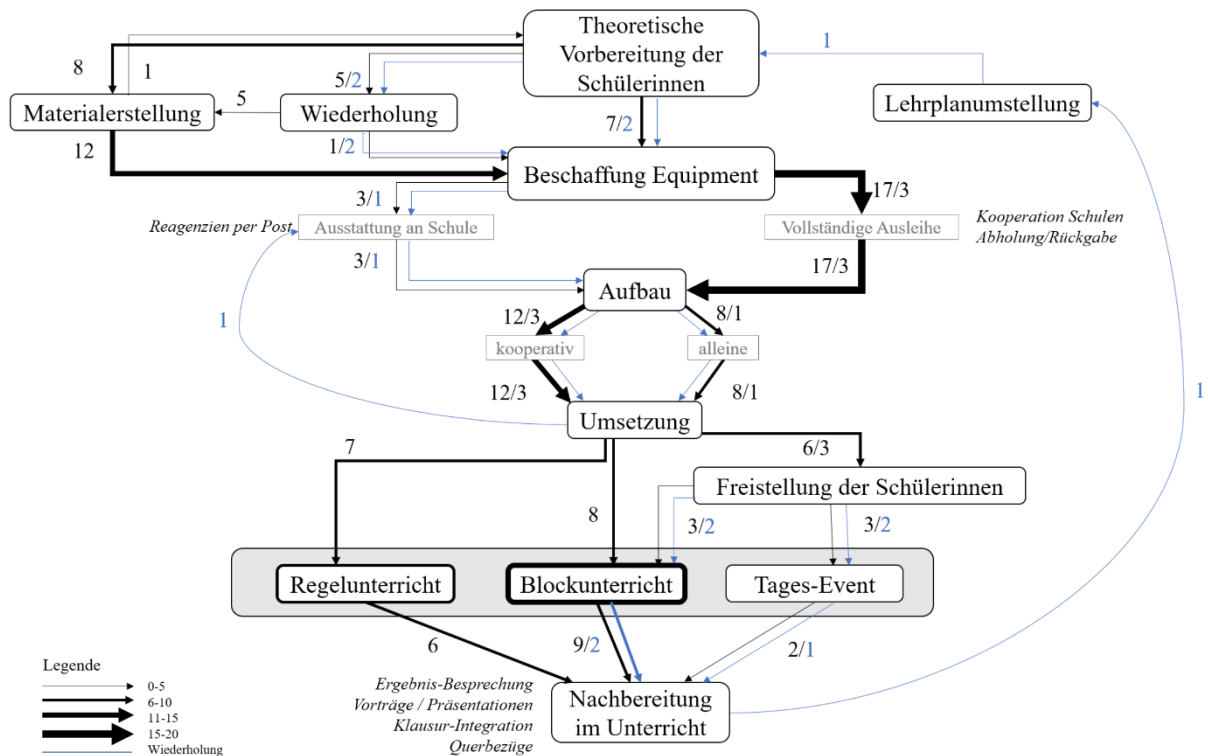 Theoretische
Vorbereitung der
Schülerinnen
1
8
1
5/2
Materialerstellung
5
Wiederholung
Lehrplanumstellung
7/2
12
1/2
Beschaffung Equipment
3/1
17/3
Reagenzien per Post
Ausstattung an Schule
Vollständige Ausleihe
Kooperation Schulen
Abholung/Rückgabe
3/1
17/3
Aufbau
1
12/3
8/1
kooperativ
alleine
12/3
8/1
1
Umsetzung
7
6/3
Freistellung der Schülerinnen
8
3/2
3/2
Regelunterricht
Blockunterricht
Tages-Event
6
9/2
2/1
Legende
0-5
6-10
11-15
15-20
Wiederholung
Ergebnis-Besprechung
Vorträge / Präsentationen
Klausur-Integration
Querbezüge
Nachbereitung
im Unterricht